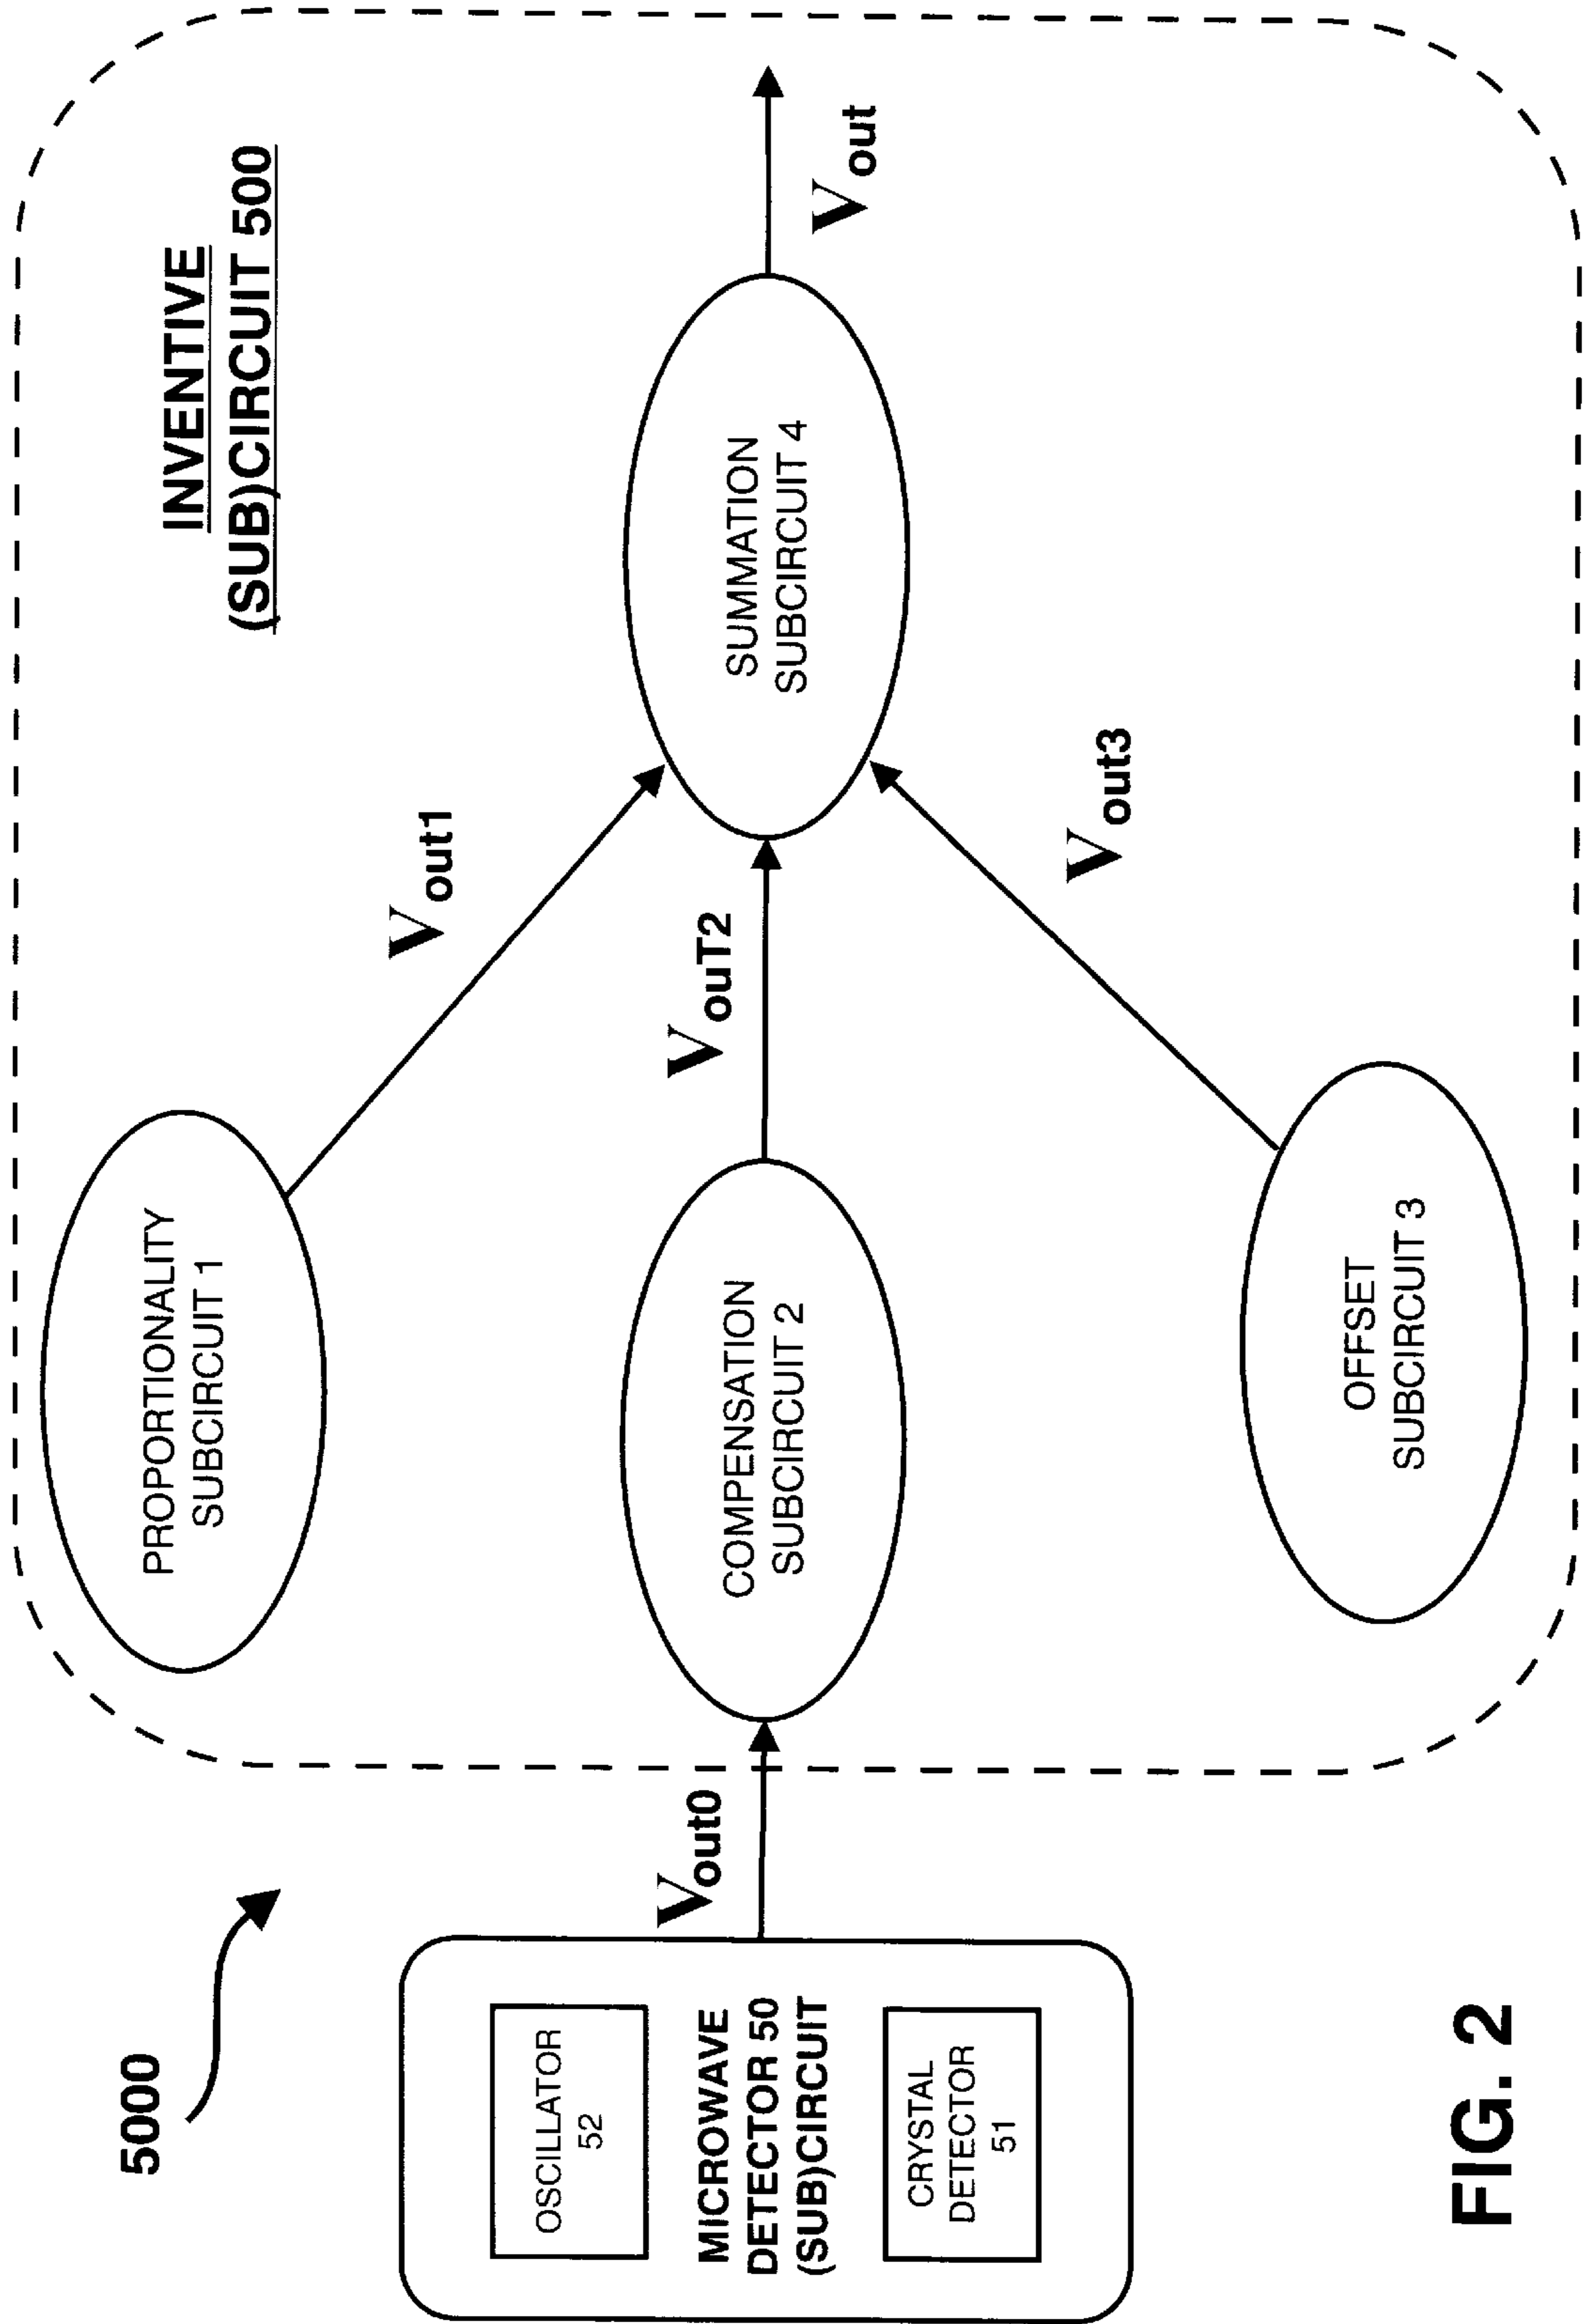 5000
INVENTIVE
(SUB)CIRCUIT 500
PROPORTIONALITY
SUBCIRCUIT 1
Vout1
OSCILLATOR
52
MICROWAVE
DETECTOR 50
(SUB)CIRCUIT
CRYSTAL
DETECTOR
51
Vout0
COMPENSATION
SUBCIRCUIT 2
VouT2
SUMMATION
SUBCIRCUIT 4
Vout
OFFSET
SUBCIRCUIT 3
Vout3
FIG. 2